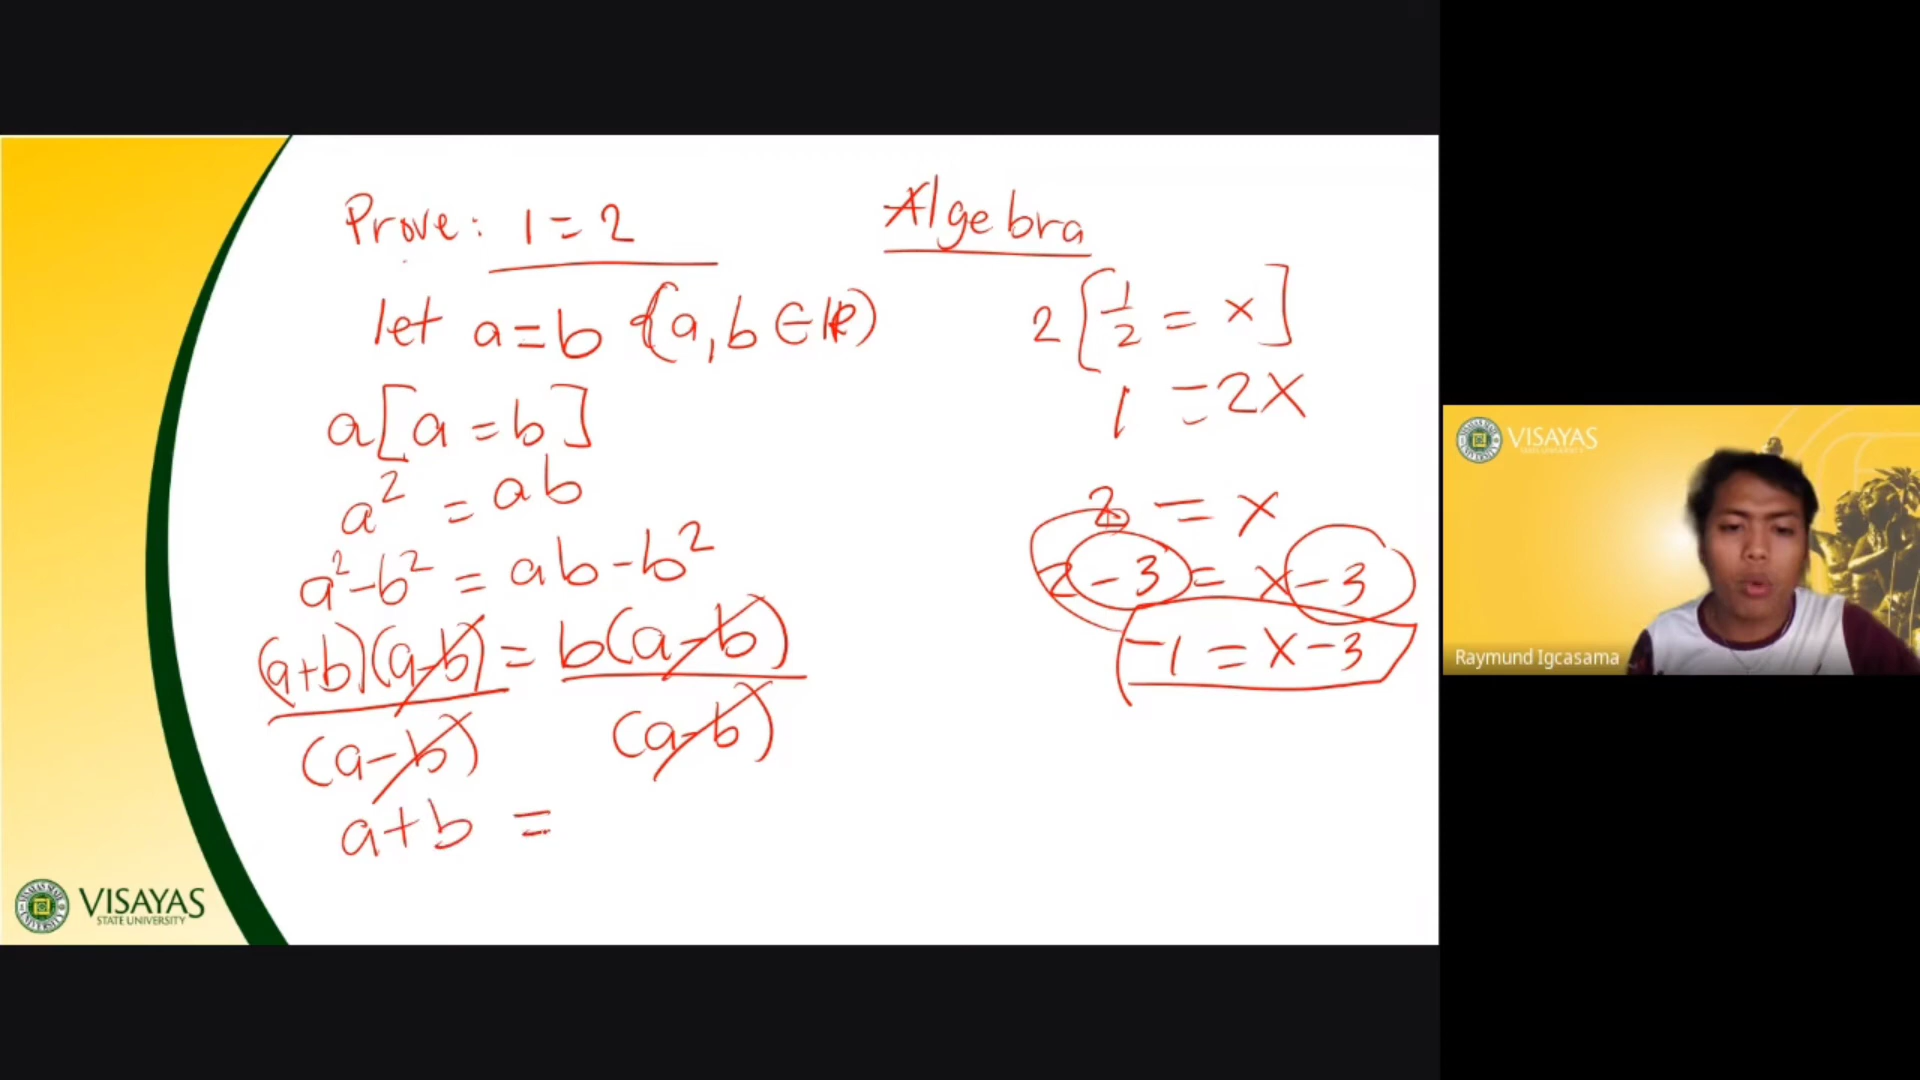 Prove: 1 = 2
let a = b (a, b ∈ ℝ)
a[a = b]
a² = ab
a² - b² = ab - b²
(a+b)(a-b) = b(a-b)
(a-b) (a-b)
a+b =
Algebra
2[1/2 = x]
1 = 2x
2 = x
2 - 3 = x - 3
-1 = x - 3
VISAYAS
STATE UNIVERSITY
VISAYAS
Raymund Igcasama